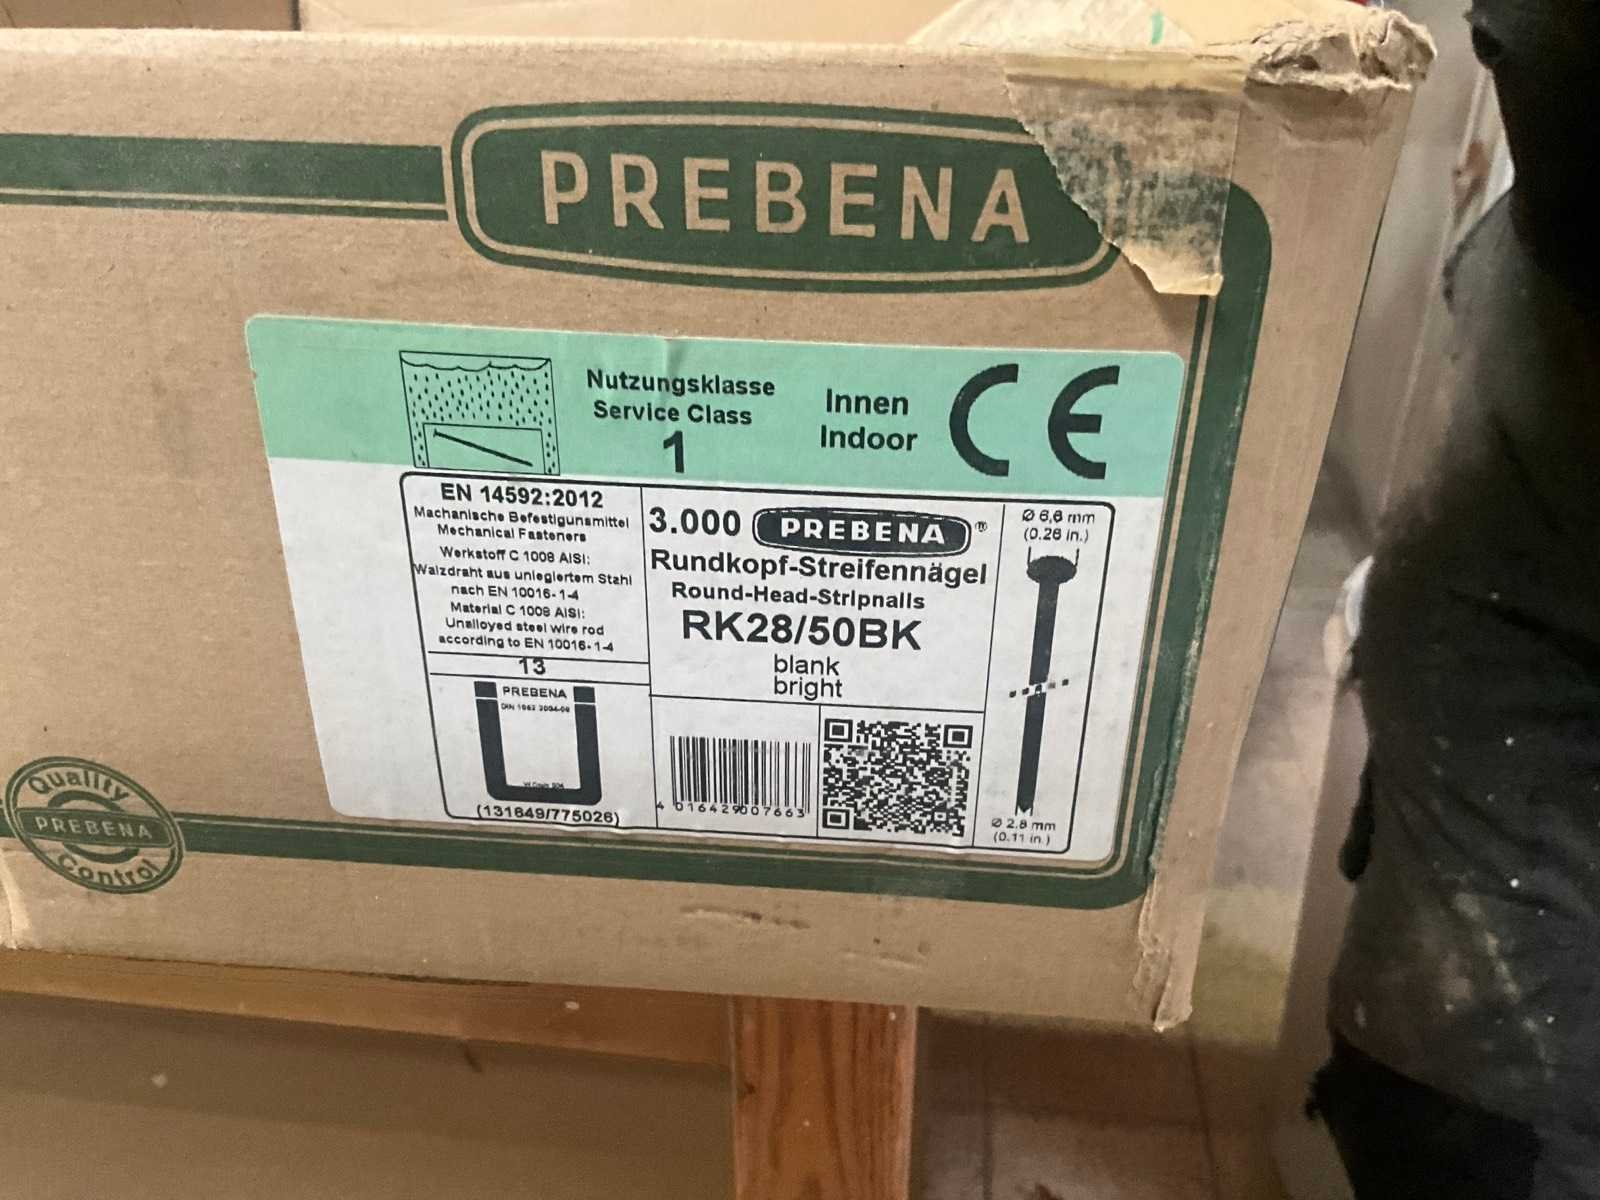 PREBENA
Nutzungsklasse
Service Class
1
Innen
Indoor
CE
EN 14592:2012
Machanische Befestigunsmittel
Mechanical Fasteners
Werkstoff C 1008 AISI:
Walzdraht aus unlegiertem Stahl
nach EN 10016-1-4
Material C 1008 AISI:
Unalloyed steel wire rod
according to EN 10016-1-4
13
PREBENA
(131649/775026)
3.000 PREBENA ®
Rundkopf-Streifennägel
Round-Head-Stripnails
RK28/50BK
blank
bright
4 016429007663
Ø 6,6 mm
(0.26 in.)
Ø 2.8 mm
(0.11 in.)
Quality
PREBENA
Control